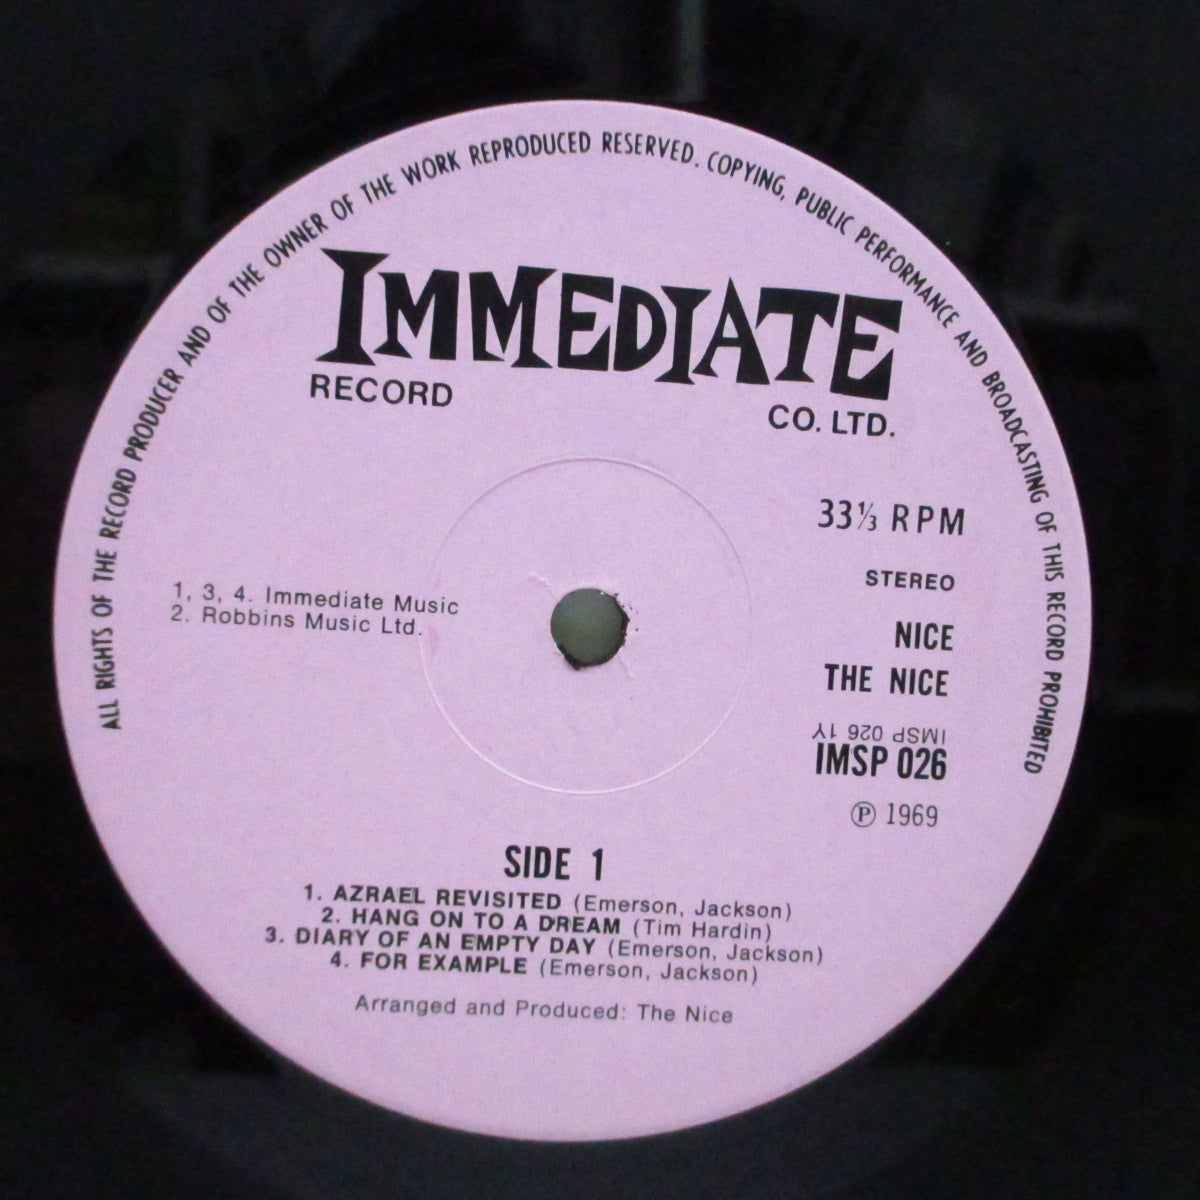 ALL RIGHTS OF THE RECORD PRODUCER AND OF THE OWNER OF THE WORK REPRODUCED RESERVED. COPYING, PUBLIC PERFORMANCE AND BROADCASTING OF THIS RECORD PROHIBITED
IMMEDIATE
RECORD CO. LTD.
33⅓ RPM
STEREO
1, 3, 4. Immediate Music
2. Robbins Music Ltd.
NICE
THE NICE
IMSP 026 1Y
IMSP 026
Ⓟ 1969
SIDE 1
1. AZRAEL REVISITED (Emerson, Jackson)
2. HANG ON TO A DREAM (Tim Hardin)
3. DIARY OF AN EMPTY DAY (Emerson, Jackson)
4. FOR EXAMPLE (Emerson, Jackson)
Arranged and Produced: The Nice